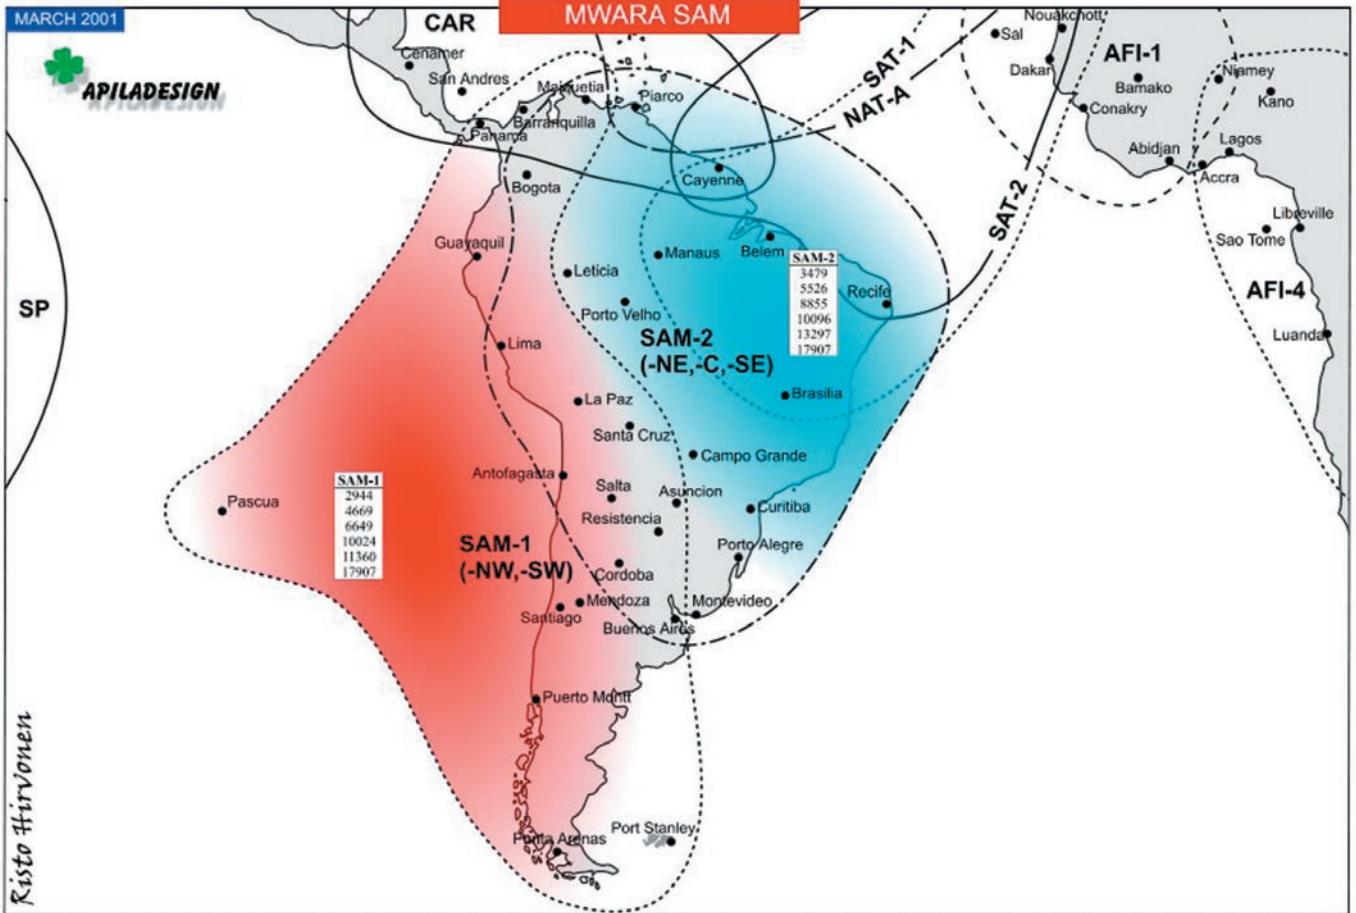 MARCH 2001
MWARA SAM
APILADESIGN
CAR
Cenamer
San Andres
Maiquetia
Piarco
Barranquilla
Panama
Bogota
Cayenne
SAT-1
NAT-A
SAT-2
Nouakchott
Sal
Dakar
AFI-1
Bamako
Niamey
Kano
Conakry
Abidjan
Lagos
Accra
Libreville
Sao Tome
AFI-4
Luanda
SP
Guayaquil
Leticia
Manaus
Belem
Porto Velho
Recife
SAM-2
3479
5526
8855
10096
13297
17907
SAM-2
(-NE,-C,-SE)
Lima
La Paz
Brasilia
Santa Cruz
Campo Grande
Antofagasta
Salta
Asuncion
Curitiba
Resistencia
Pascua
SAM-1
2944
4669
6649
10024
11360
17907
SAM-1
(-NW,-SW)
Porto Alegre
Cordoba
Mendoza
Montevideo
Santiago
Buenos Aires
Puerto Montt
Port Stanley
Punta Arenas
Risto Hirvonen